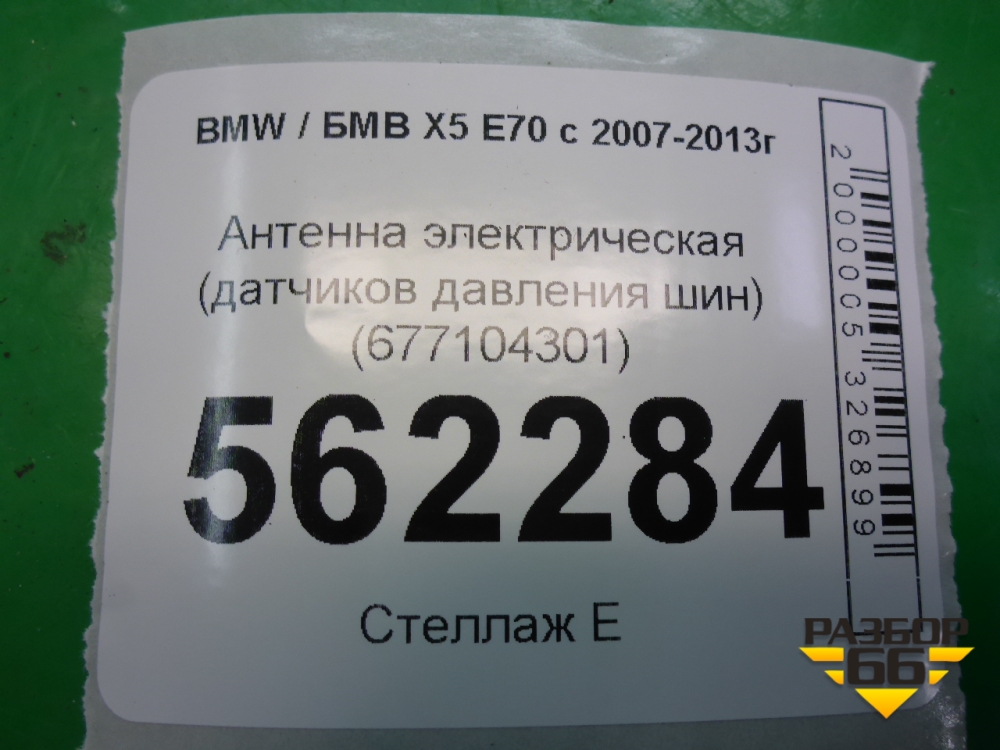 BMW / БМВ X5 E70 с 2007-2013г
Антенна электрическая
(датчиков давления шин)
(677104301)
562284
Стеллаж Е
2000005326899
РАЗБОР
66